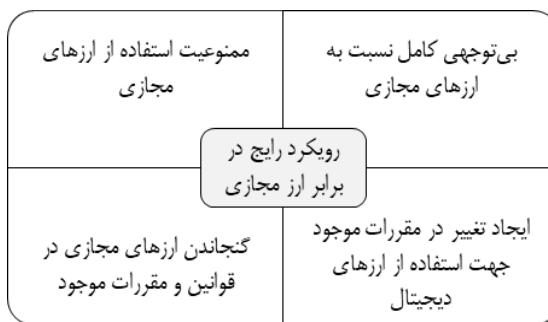 بی‌توجهی کامل نسبت به
ارزهای مجازی
ممنوعیت استفاده از ارزهای
مجازی
رویکرد رایج در
برابر ارز مجازی
ایجاد تغییر در مقررات موجود
جهت استفاده از ارزهای
دیجیتال
گنجاندن ارزهای مجازی در
قوانین و مقررات موجود